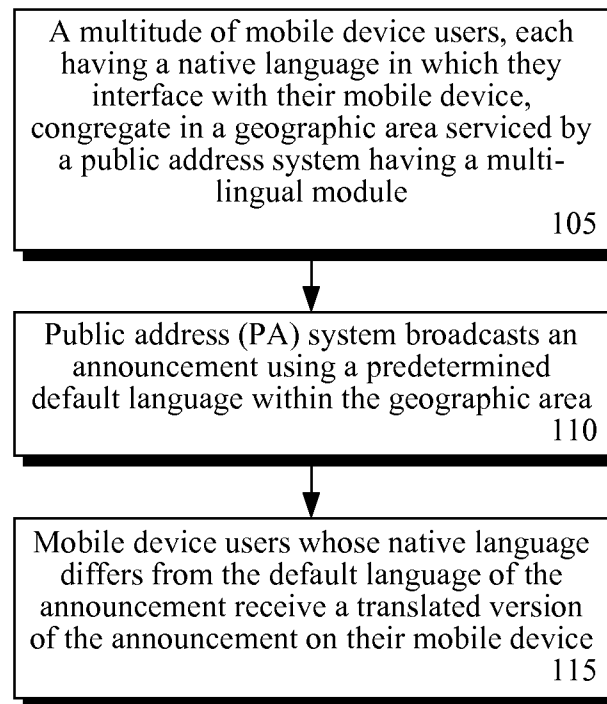 A multitude of mobile device users, each
having a native language in which they
interface with their mobile device,
congregate in a geographic area serviced by
a public address system having a multi-
lingual module
105
Public address (PA) system broadcasts an
announcement using a predetermined
default language within the geographic area
110
Mobile device users whose native language
differs from the default language of the
announcement receive a translated version
of the announcement on their mobile device
115